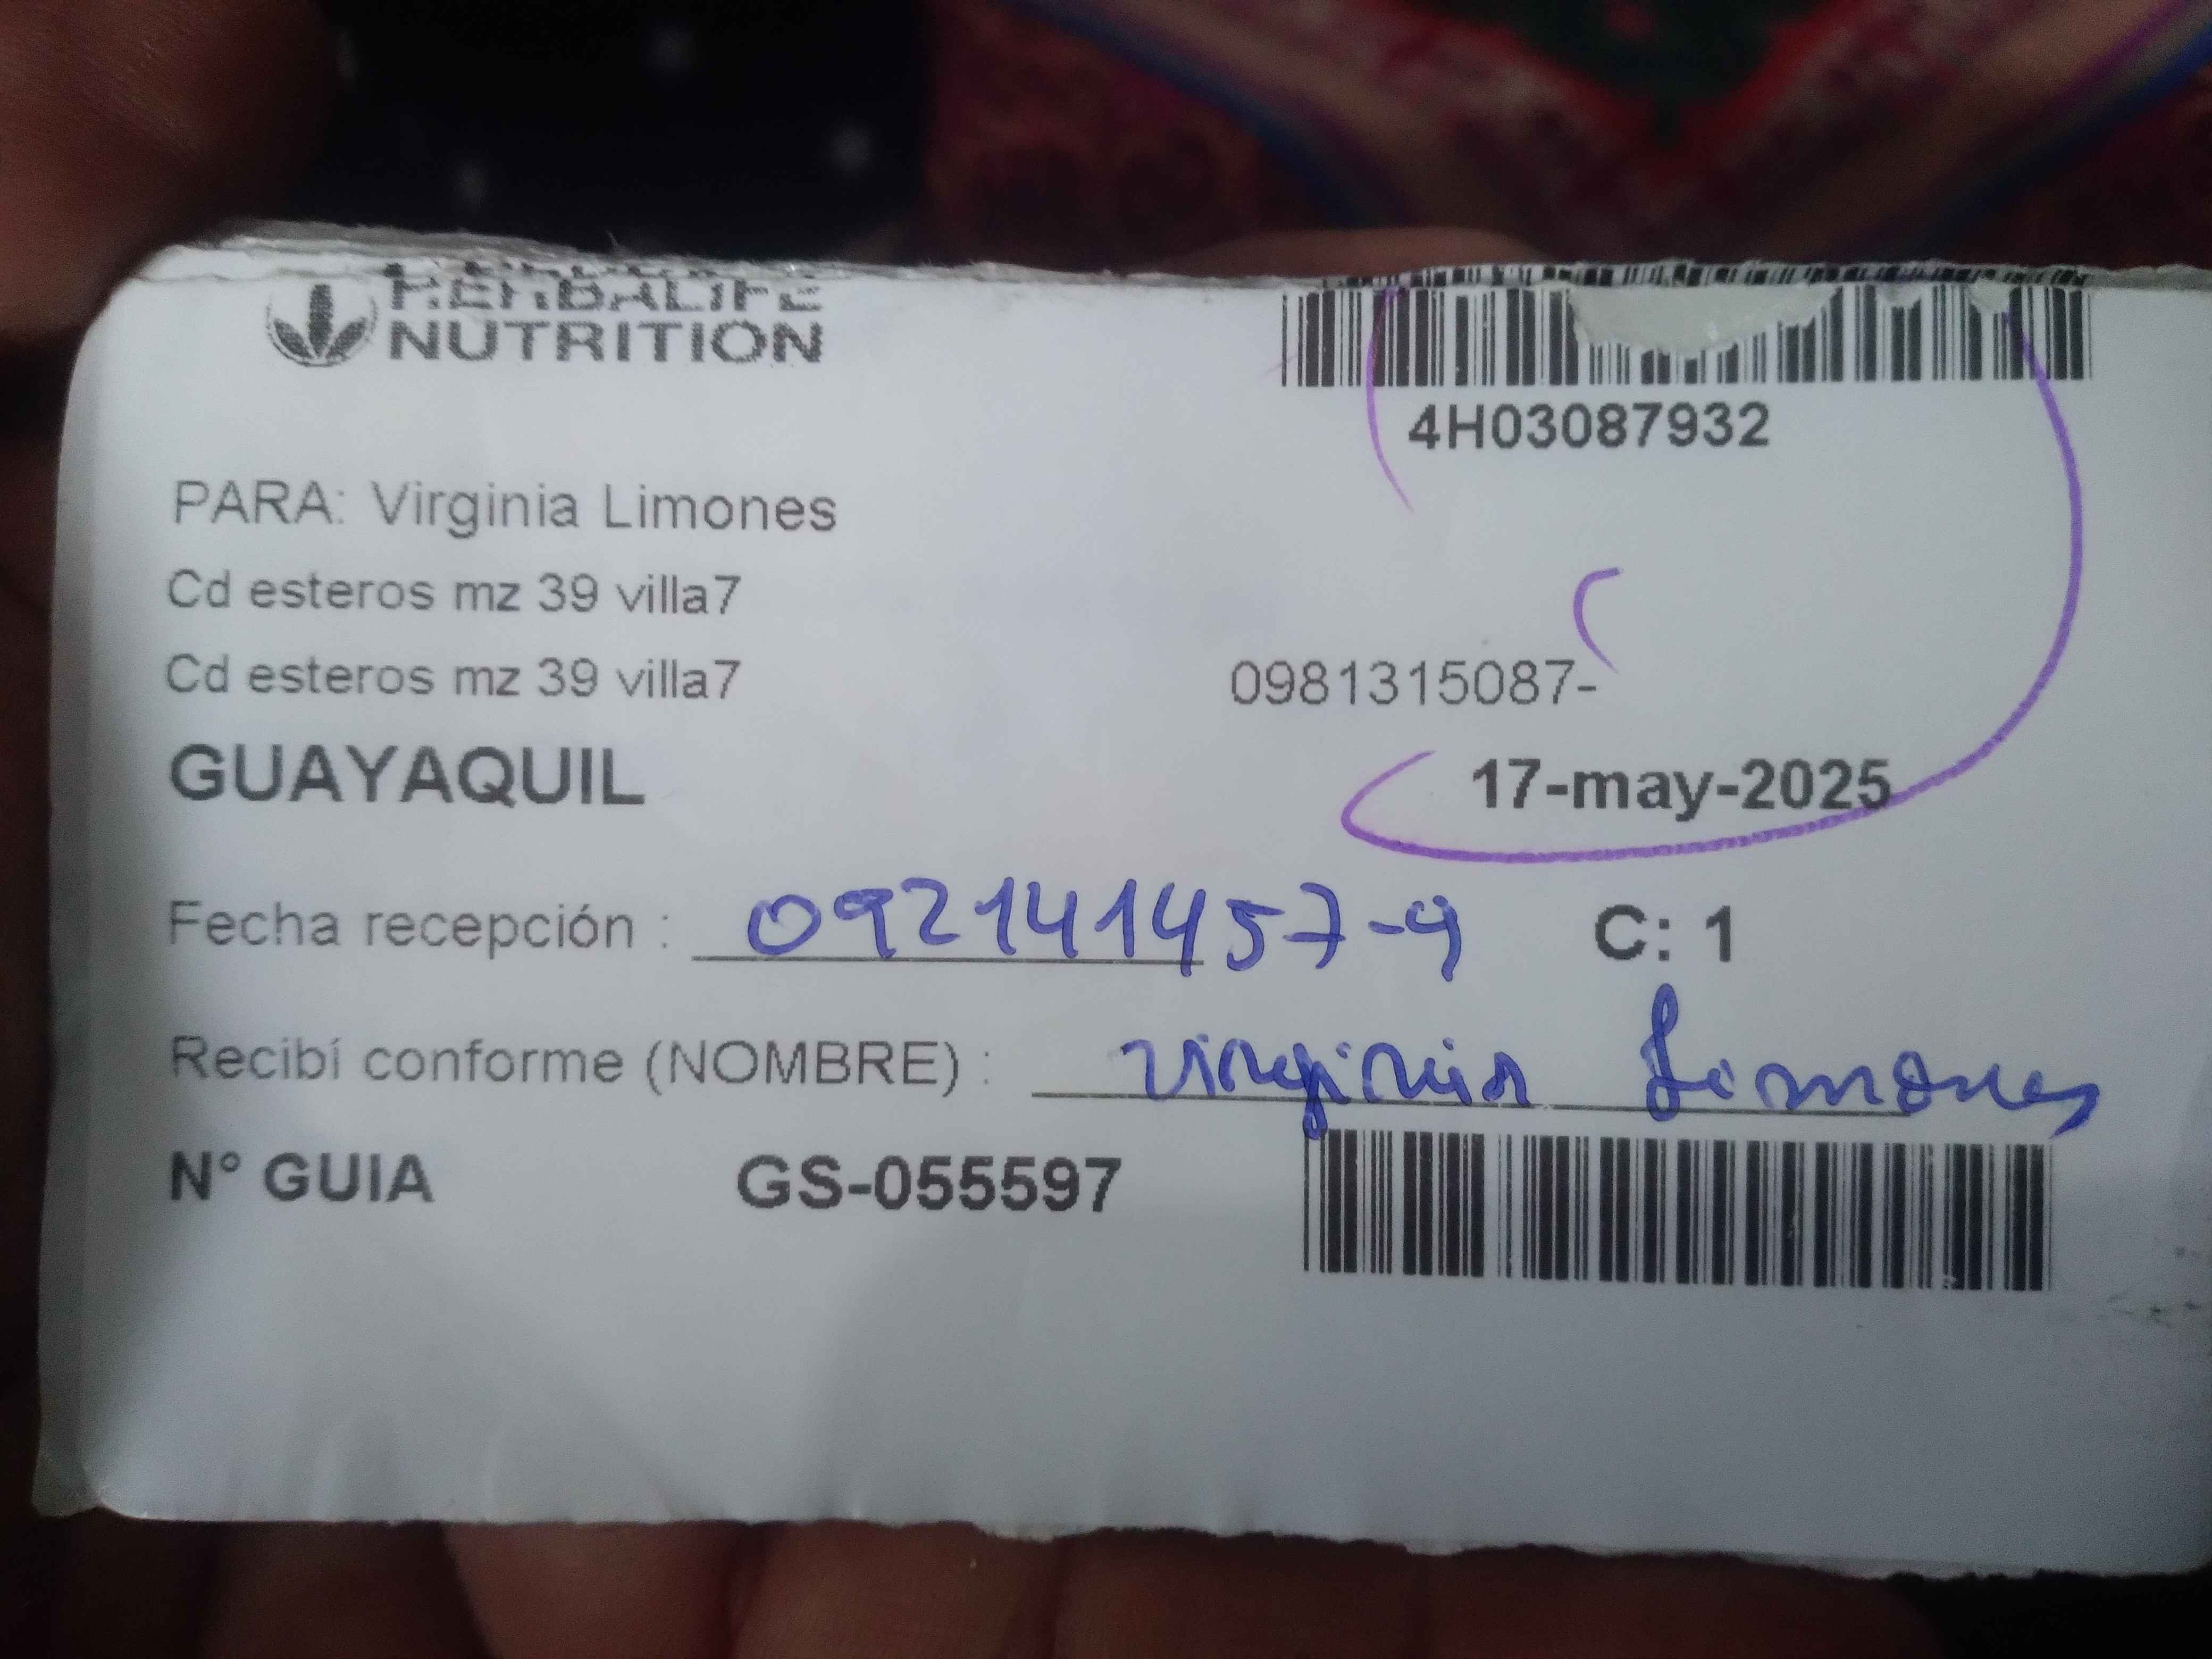 HERBALIFE
NUTRITION
4H03087932
PARA: Virginia Limones
Cd esteros mz 39 villa7
Cd esteros mz 39 villa7
0981315087-
GUAYAQUIL
17-may-2025
Fecha recepción : 092141457-9
C: 1
Recibí conforme (NOMBRE) : Virginia Limones
N° GUIA GS-055597